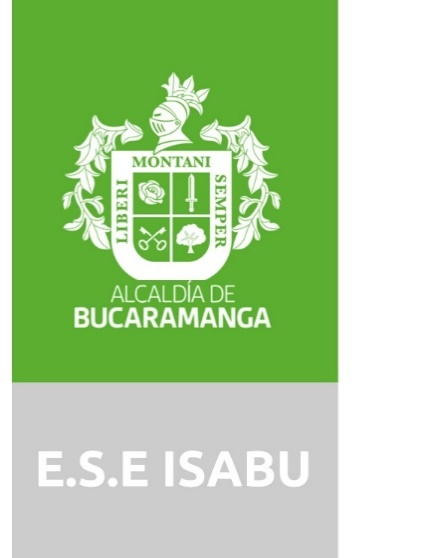 MONTANI
LIBERI
SEMPER
ALCALDÍA DE
BUCARAMANGA
E.S.E ISABU